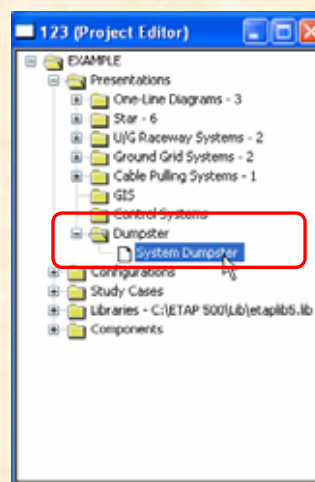 123 (Project Editor)
EXAMPLE
Presentations
One-Line Diagrams - 3
Star - 6
U/G Raceway Systems - 2
Ground Grid Systems - 2
Cable Pulling Systems - 1
GIS
Control Systems
Dumpster
System Dumpster
Configurations
Study Cases
Libraries - C:\ETAP 500\Lib\etaplib5.lib
Components